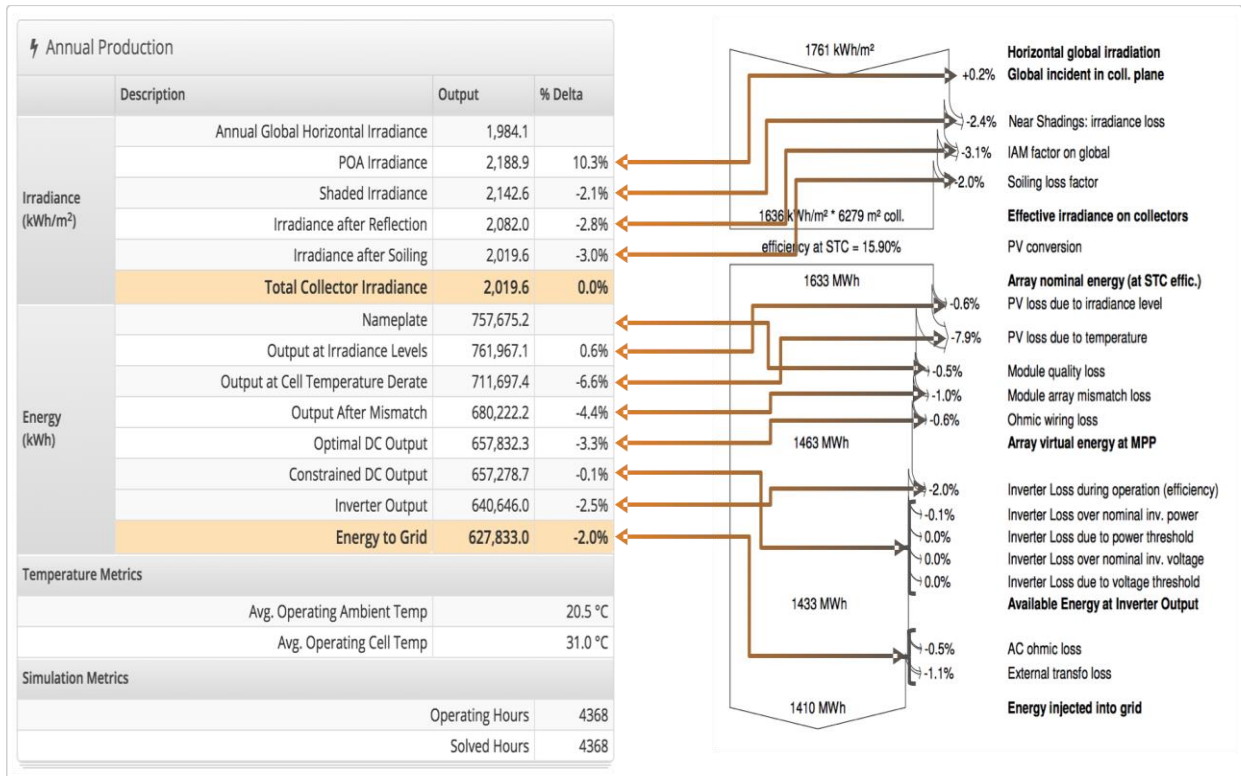 Annual Production
Description Output % Delta
Irradiance (kWh/m²)
Annual Global Horizontal Irradiance 1,984.1
POA Irradiance 2,188.9 10.3%
Shaded Irradiance 2,142.6 -2.1%
Irradiance after Reflection 2,082.0 -2.8%
Irradiance after Soiling 2,019.6 -3.0%
Total Collector Irradiance 2,019.6 0.0%
Energy (kWh)
Nameplate 757,675.2
Output at Irradiance Levels 761,967.1 0.6%
Output at Cell Temperature Derate 711,697.4 -6.6%
Output After Mismatch 680,222.2 -4.4%
Optimal DC Output 657,832.3 -3.3%
Constrained DC Output 657,278.7 -0.1%
Inverter Output 640,646.0 -2.5%
Energy to Grid 627,833.0 -2.0%
Temperature Metrics
Avg. Operating Ambient Temp 20.5 °C
Avg. Operating Cell Temp 31.0 °C
Simulation Metrics
Operating Hours 4368
Solved Hours 4368
1761 kWh/m² Horizontal global irradiation
+0.2% Global incident in coll. plane
-2.4% Near Shadings: irradiance loss
-3.1% IAM factor on global
-2.0% Soiling loss factor
1636 kWh/m² * 6279 m² coll. Effective irradiance on collectors
efficiency at STC = 15.90% PV conversion
1633 MWh Array nominal energy (at STC effic.)
-0.6% PV loss due to irradiance level
-7.9% PV loss due to temperature
-0.5% Module quality loss
-1.0% Module array mismatch loss
-0.6% Ohmic wiring loss
1463 MWh Array virtual energy at MPP
-2.0% Inverter Loss during operation (efficiency)
-0.1% Inverter Loss over nominal inv. power
0.0% Inverter Loss due to power threshold
0.0% Inverter Loss over nominal inv. voltage
0.0% Inverter Loss due to voltage threshold
1433 MWh Available Energy at Inverter Output
-0.5% AC ohmic loss
-1.1% External transfo loss
1410 MWh Energy injected into grid